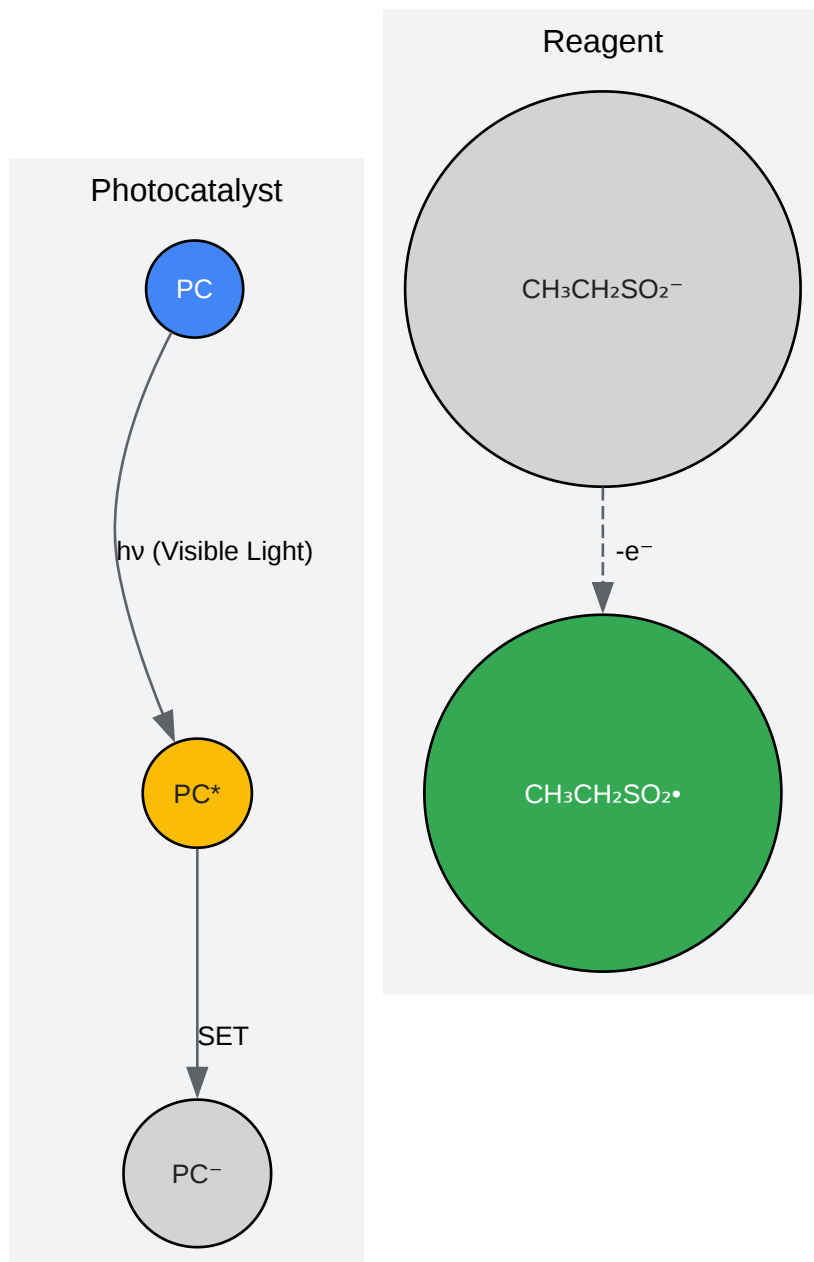 Reagent
Photocatalyst
PC
CH₃CH₂SO₂⁻
hν (Visible Light)
-e⁻
PC*
CH₃CH₂SO₂•
SET
PC⁻